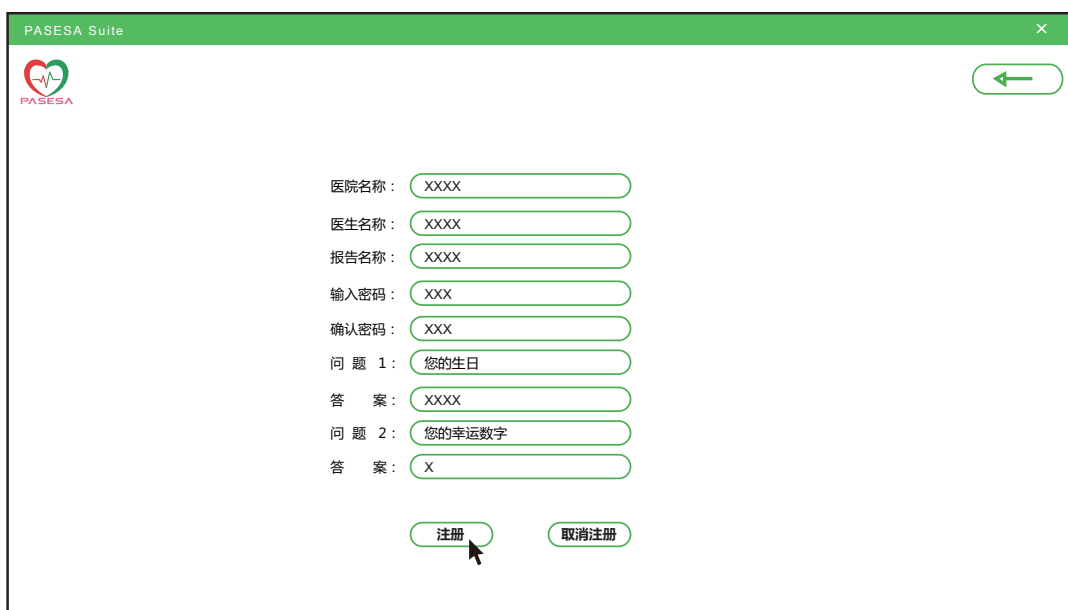 PASESA Suite ×
PASESA
医院名称： XXXX
医生名称： XXXX
报告名称： XXXX
输入密码： XXX
确认密码： XXX
问 题 1： 您的生日
答 案： XXXX
问 题 2： 您的幸运数字
答 案： X
注册 取消注册